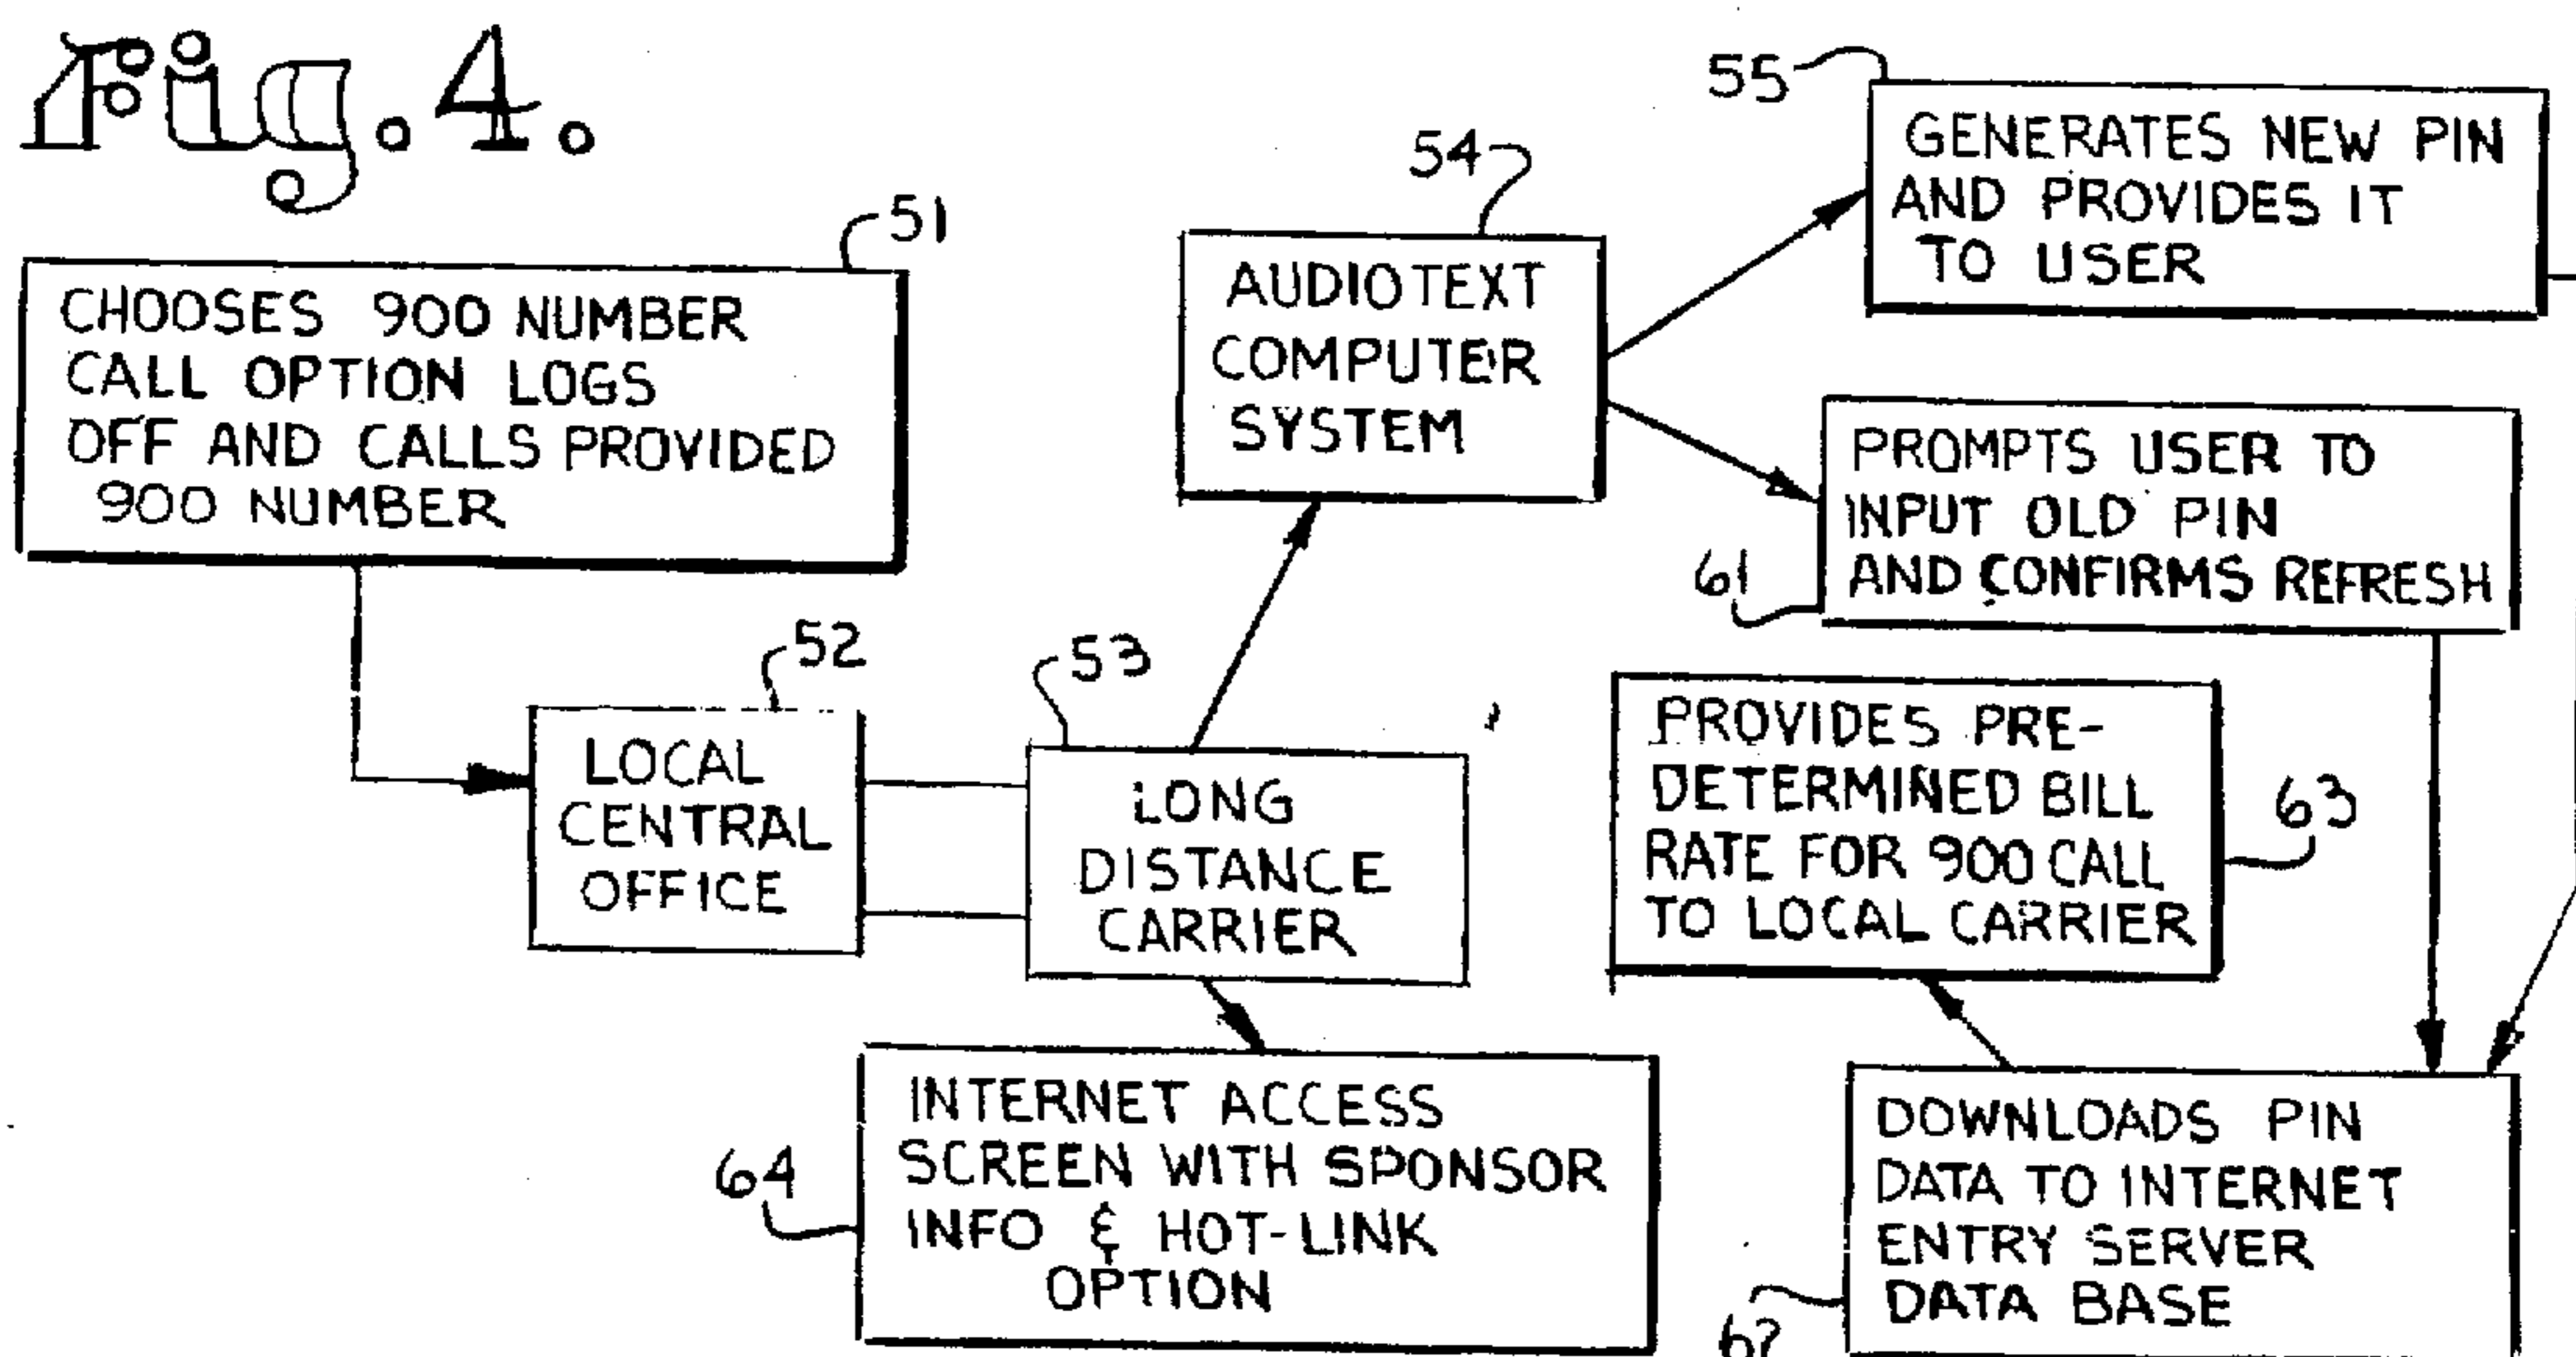 Fig. 4.
51
CHOOSES 900 NUMBER
CALL OPTION LOGS
OFF AND CALLS PROVIDED
900 NUMBER
52
LOCAL
CENTRAL
OFFICE
53
LONG
DISTANCE
CARRIER
54
AUDIOTEXT
COMPUTER
SYSTEM
55
GENERATES NEW PIN
AND PROVIDES IT
TO USER
61
PROMPTS USER TO
INPUT OLD PIN
AND CONFIRMS REFRESH
63
PROVIDES PRE-
DETERMINED BILL
RATE FOR 900 CALL
TO LOCAL CARRIER
64
INTERNET ACCESS
SCREEN WITH SPONSOR
INFO & HOT-LINK
OPTION
62
DOWNLOADS PIN
DATA TO INTERNET
ENTRY SERVER
DATA BASE